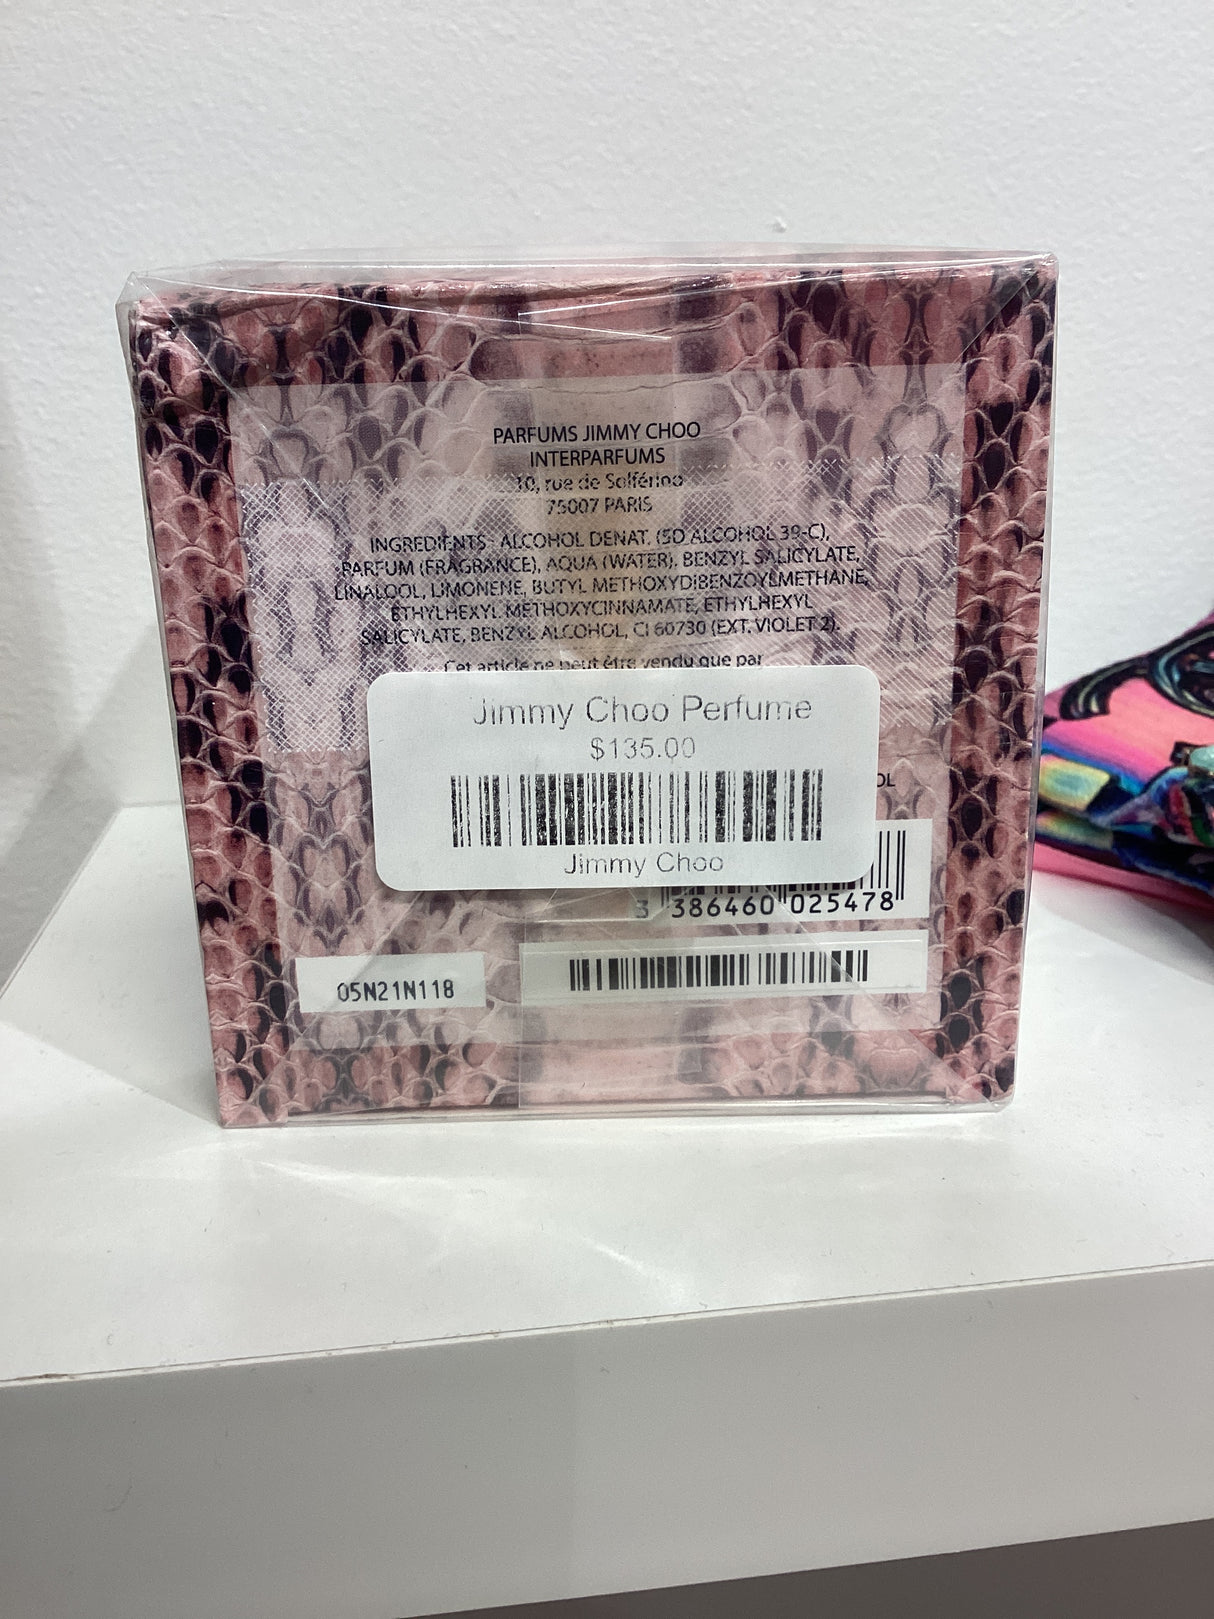 PARFUMS JIMMY CHOO
INTERPARFUMS
10, rue de Solférino
75007 PARIS
INGREDIENTS: ALCOHOL DENAT. (SD ALCOHOL 39-C),
PARFUM (FRAGRANCE), AQUA (WATER), BENZYL SALICYLATE,
LINALOOL, LIMONENE, BUTYL METHOXYDIBENZOYLMETHANE,
ETHYLHEXYL METHOXYCINNAMATE, ETHYLHEXYL
SALICYLATE, BENZYL ALCOHOL, CI 60730 (EXT. VIOLET 2).
Cet article ne peut être vendu que par
Jimmy Choo Perfume
$135.00
Jimmy Choo
OL
3 386460 025478
05N21N118